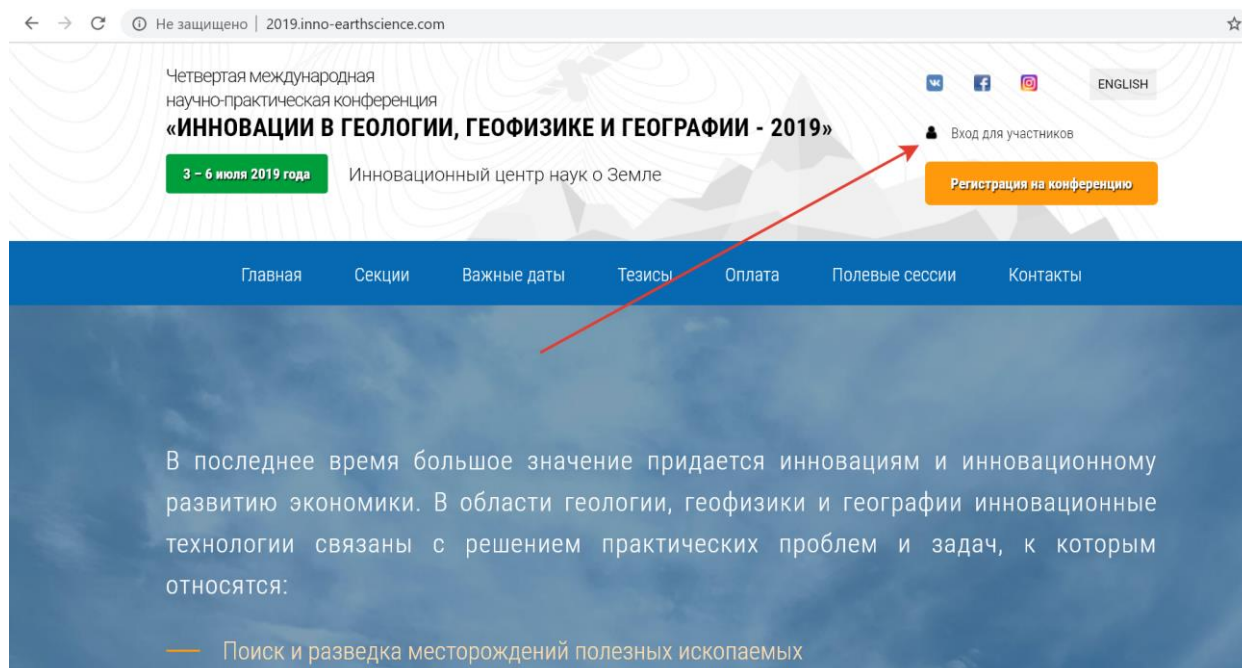 Не защищено | 2019.inno-earthscience.com
Четвертая международная
научно-практическая конференция
«ИННОВАЦИИ В ГЕОЛОГИИ, ГЕОФИЗИКЕ И ГЕОГРАФИИ - 2019»
ENGLISH
Вход для участников
3 – 6 июля 2019 года
Инновационный центр наук о Земле
Регистрация на конференцию
Главная Секции Важные даты Тезисы Оплата Полевые сессии Контакты
В последнее время большое значение придается инновациям и инновационному
развитию экономики. В области геологии, геофизики и географии инновационные
технологии связаны с решением практических проблем и задач, к которым
относятся:
Поиск и разведка месторождений полезных ископаемых